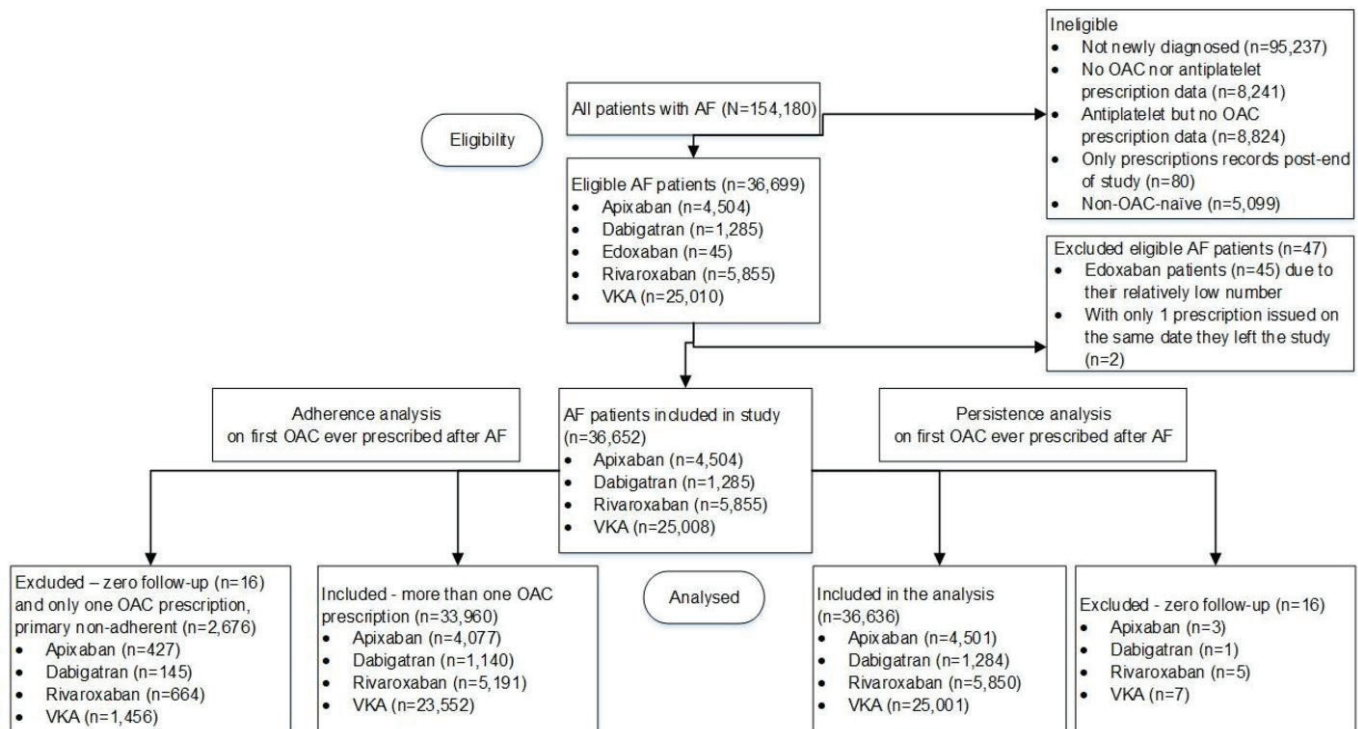 Ineligible
• Not newly diagnosed (n=95,237)
• No OAC nor antiplatelet
prescription data (n=8,241)
• Antiplatelet but no OAC
prescription data (n=8,824)
• Only prescriptions records post-end
of study (n=80)
• Non-OAC-naïve (n=5,099)
All patients with AF (N=154,180)
Eligibility
Eligible AF patients (n=36,699)
• Apixaban (n=4,504)
• Dabigatran (n=1,285)
• Edoxaban (n=45)
• Rivaroxaban (n=5,855)
• VKA (n=25,010)
Excluded eligible AF patients (n=47)
• Edoxaban patients (n=45) due to
their relatively low number
• With only 1 prescription issued on
the same date they left the study
(n=2)
Adherence analysis
on first OAC ever prescribed after AF
AF patients included in study
(n=36,652)
• Apixaban (n=4,504)
• Dabigatran (n=1,285)
• Rivaroxaban (n=5,855)
• VKA (n=25,008)
Persistence analysis
on first OAC ever prescribed after AF
Excluded – zero follow-up (n=16)
and only one OAC prescription,
primary non-adherent (n=2,676)
• Apixaban (n=427)
• Dabigatran (n=145)
• Rivaroxaban (n=664)
• VKA (n=1,456)
Included - more than one OAC
prescription (n=33,960)
• Apixaban (n=4,077)
• Dabigatran (n=1,140)
• Rivaroxaban (n=5,191)
• VKA (n=23,552)
Analysed
Included in the analysis
(n=36,636)
• Apixaban (n=4,501)
• Dabigatran (n=1,284)
• Rivaroxaban (n=5,850)
• VKA (n=25,001)
Excluded - zero follow-up (n=16)
• Apixaban (n=3)
• Dabigatran (n=1)
• Rivaroxaban (n=5)
• VKA (n=7)